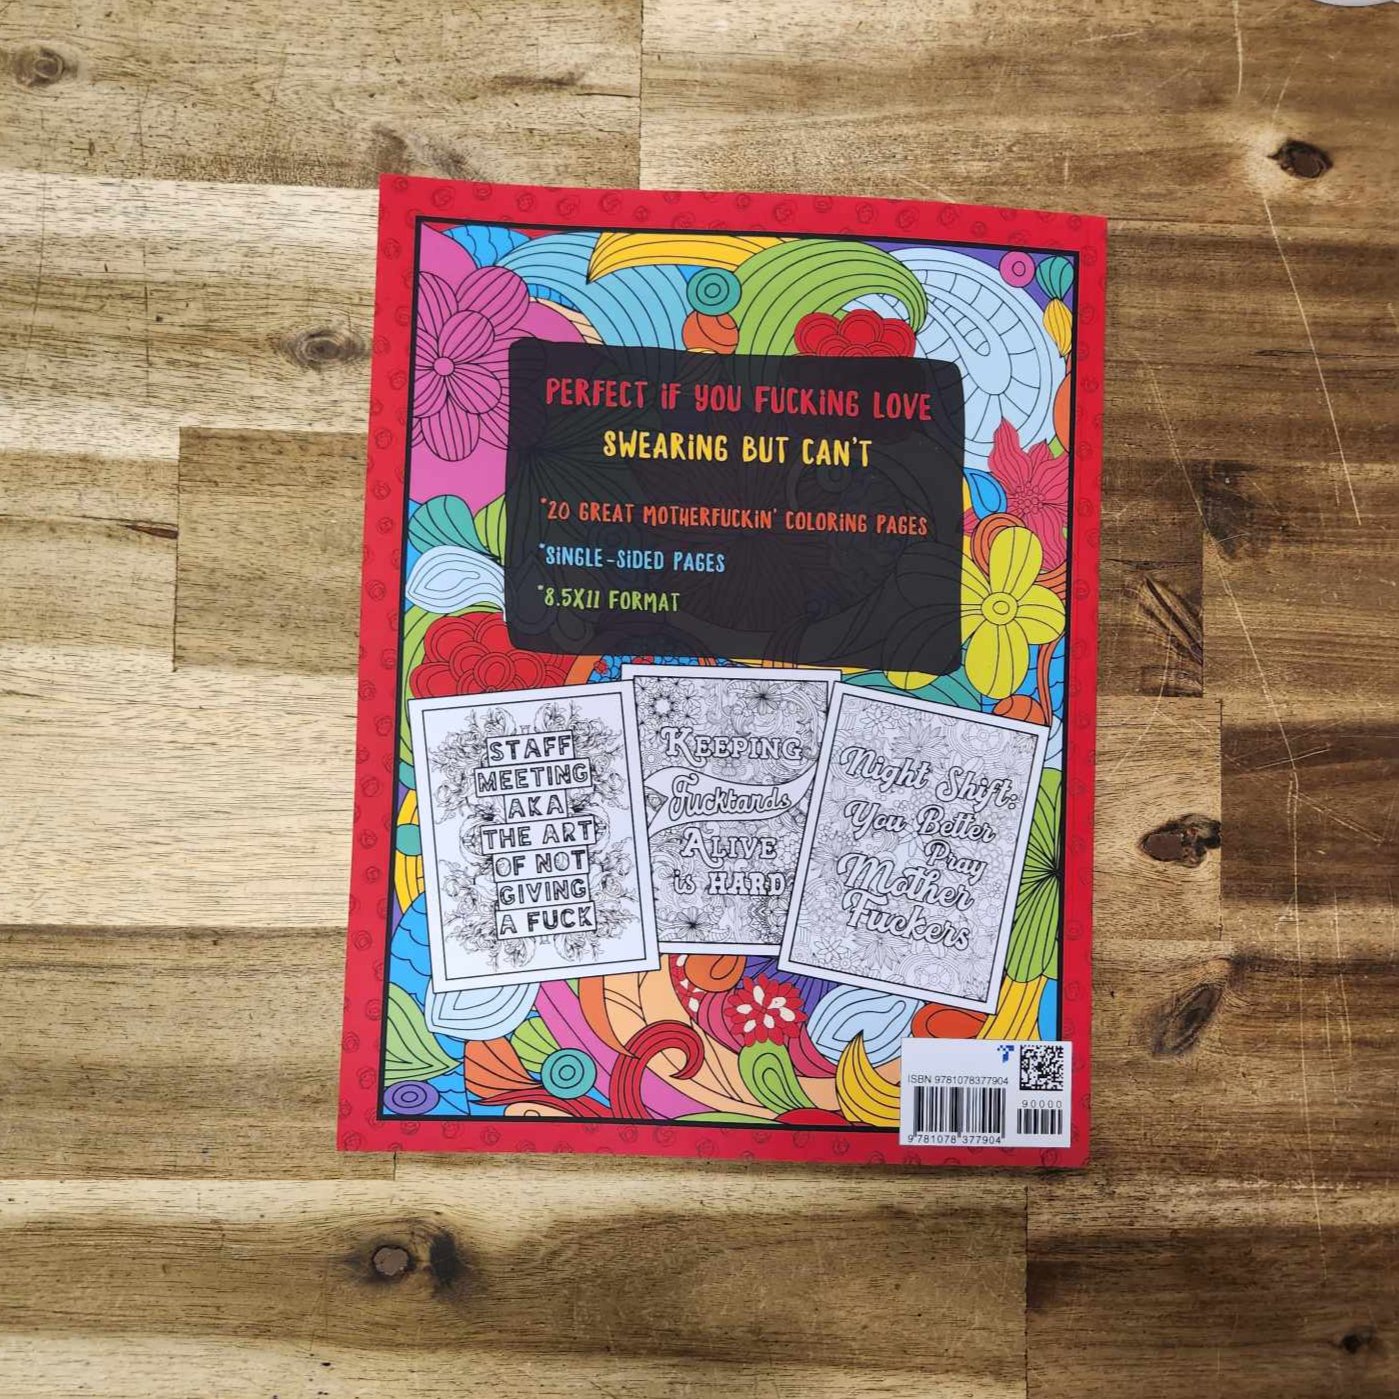 PERFECT iF YOU FUCKiNG LOVE
SWEARiNG BUT CAN'T
*20 GREAT MOTHERFUCKiN' COLORiNG PAGES
*SiNGLE-SiDED PAGES
*8.5X11 FORMAT
STAFF
MEETING
AKA
THE ART
OF NOT
GIVING
A FUCK
KEEPING
Fucktards
ALIVE
is HARD
Night Shift:
You Better
Pray
Mother
Fuckers
ISBN 9781078377904
90000
9 781078 377904